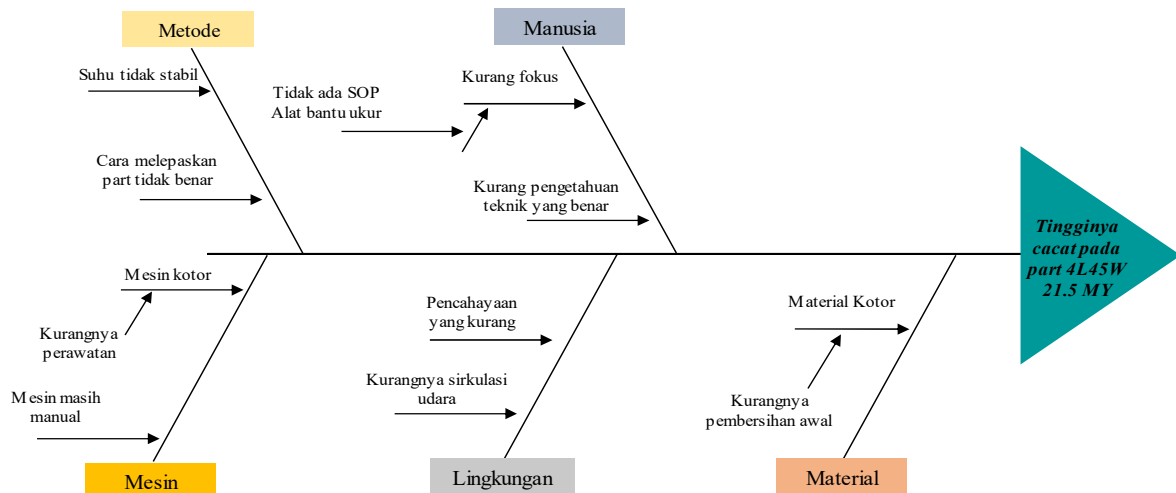 Metode
Manusia
Suhu tidak stabil
Kurang fokus
Tidak ada SOP
Alat bantu ukur
Cara melepaskan
part tidak benar
Kurang pengetahuan
teknik yang benar
Tingginya
cacat pada
part 4L45W
21.5 MY
Mesin kotor
Kurangnya
perawatan
Mesin masih
manual
Pencahayaan
yang kurang
Kurangnya sirkulasi
udara
Material Kotor
Kurangnya
pembersihan awal
Mesin
Lingkungan
Material